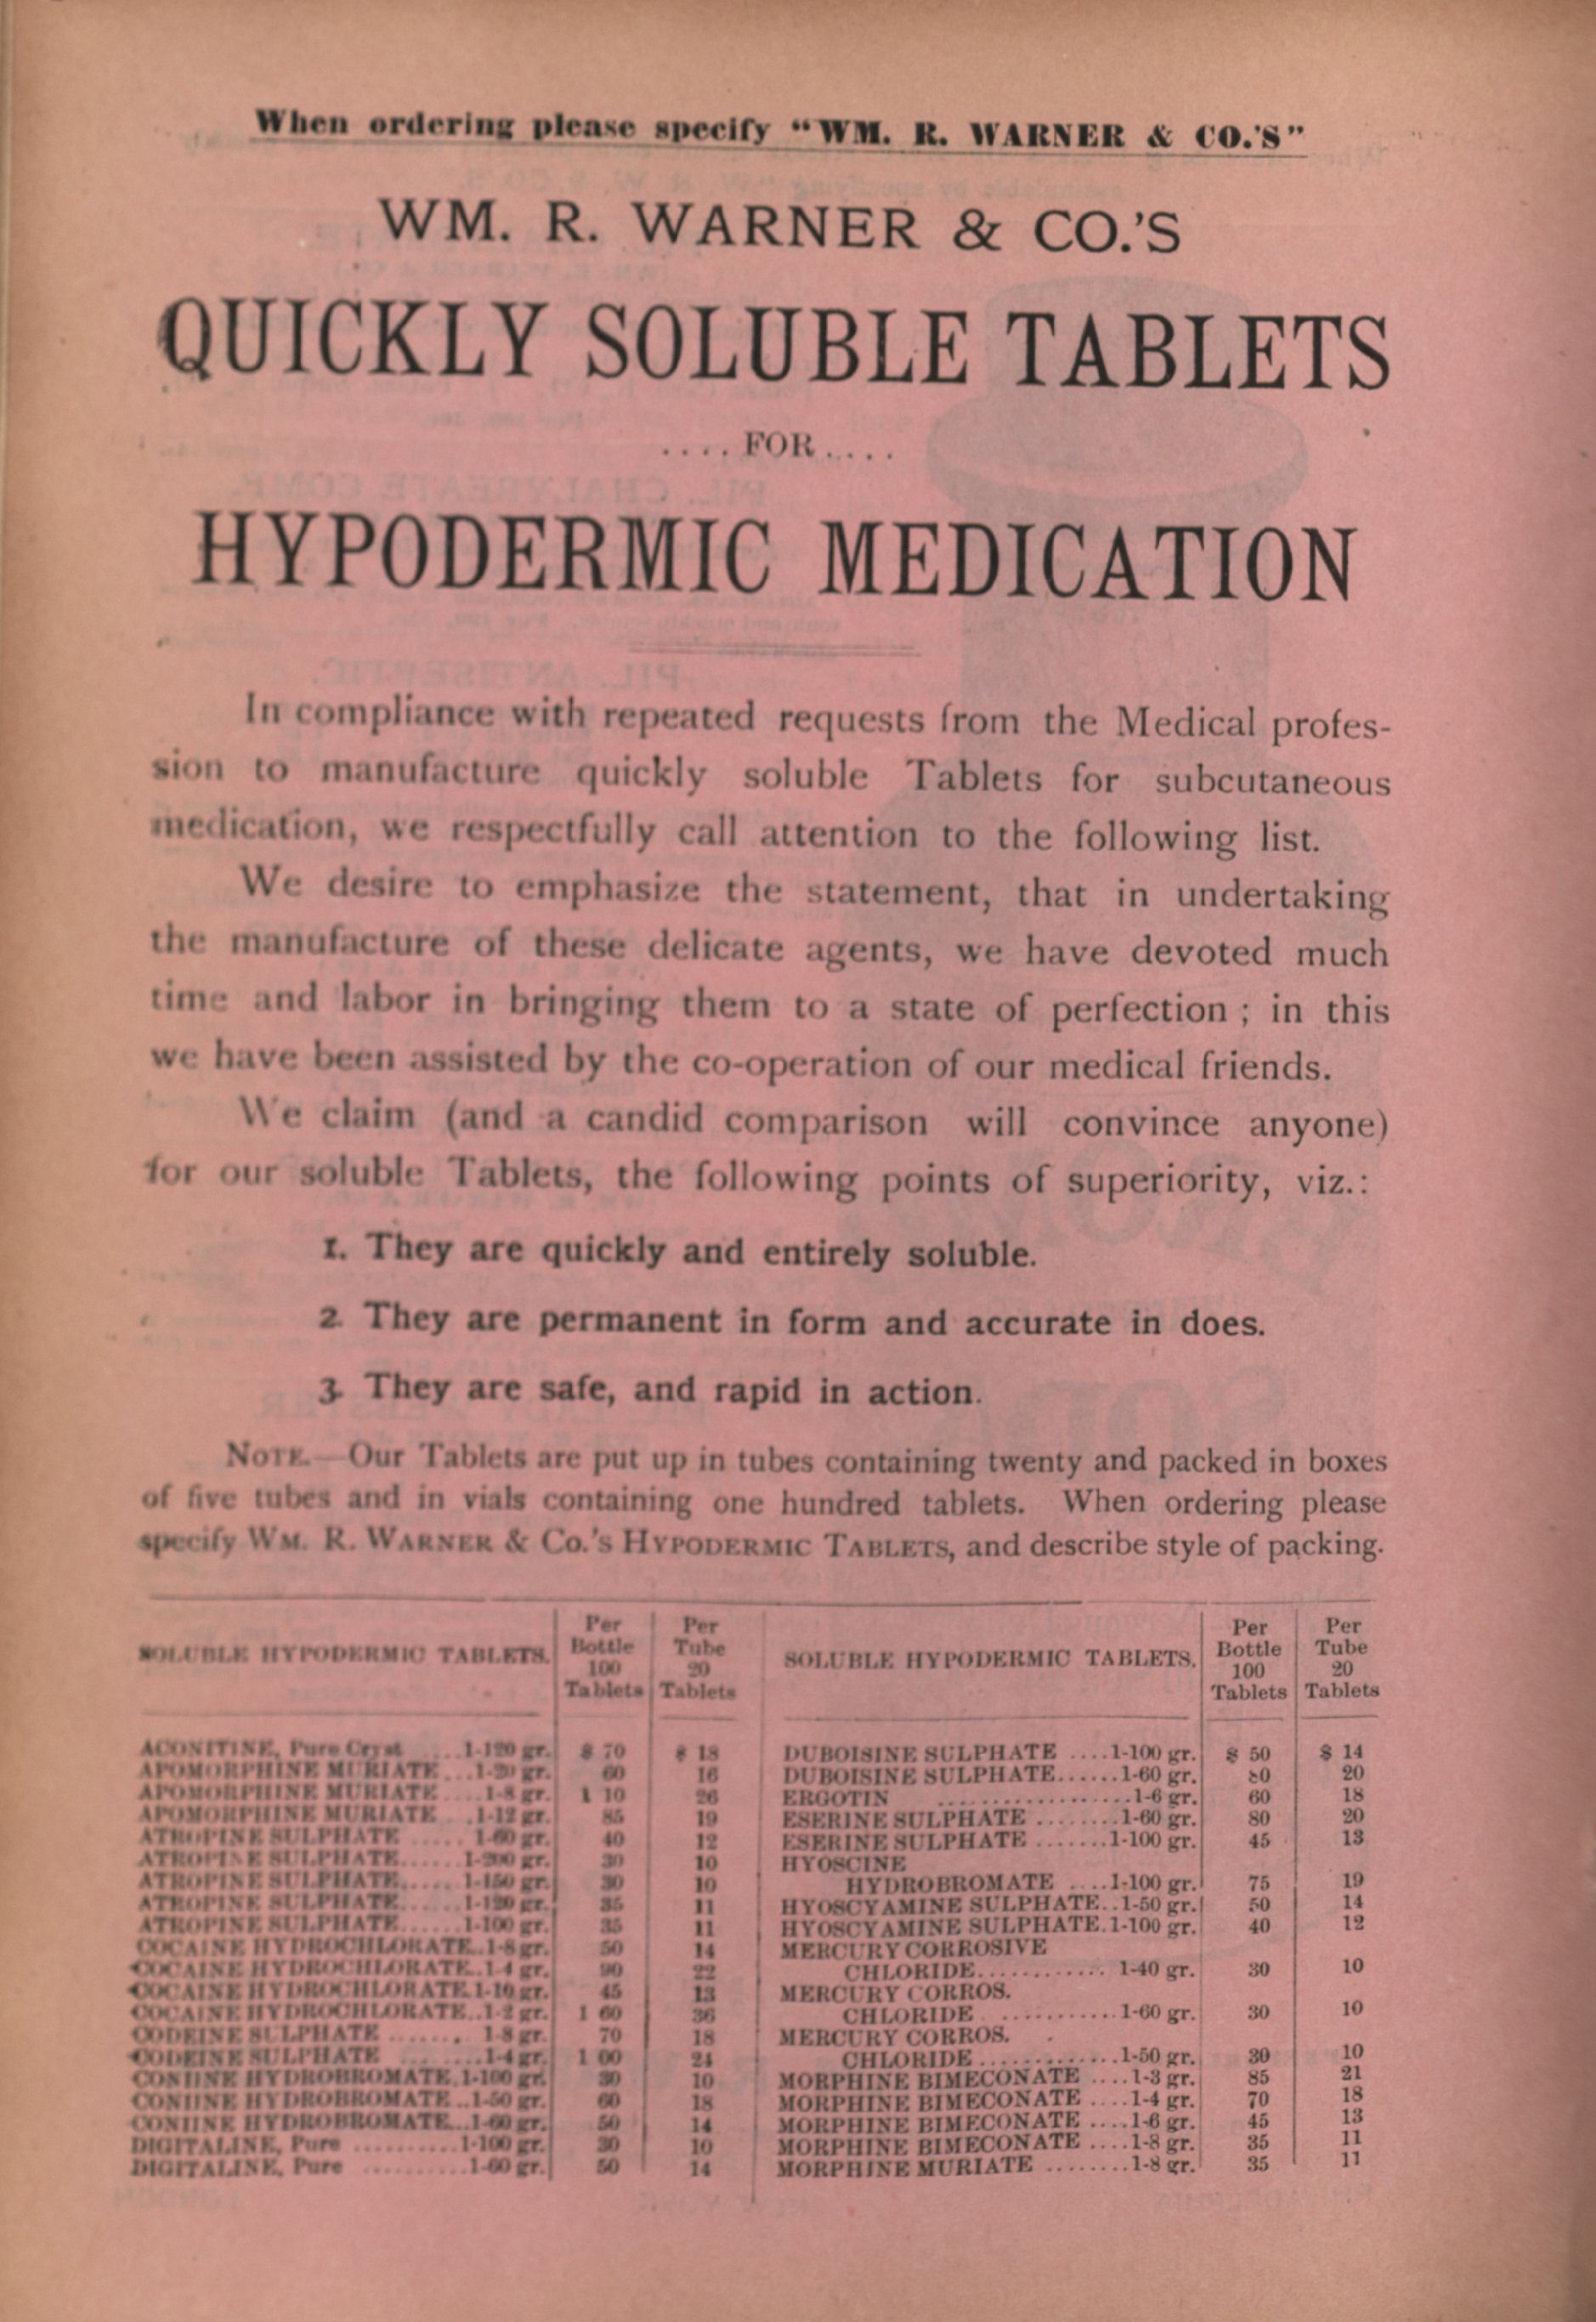 When ordering please specify "WM. R. WARNER & CO.'S"
WM. R. WARNER & CO.'S
QUICKLY SOLUBLE TABLETS
....FOR.....
HYPODERMIC MEDICATION
In compliance with repeated requests from the Medical profes-
sion to manufacture quickly soluble Tablets for subcutaneous
medication, we respectfully call attention to the following list.
We desire to emphasize the statement, that in undertaking
the manufacture of these delicate agents, we have devoted much
time and labor in bringing them to a state of perfection ; in this
we have been assisted by the co-operation of our medical friends.
We claim (and a candid comparison will convince anyone)
for our soluble Tablets, the following points of superiority, viz.:
1. They are quickly and entirely soluble.
2. They are permanent in form and accurate in does.
3. They are safe, and rapid in action.
NOTE.—Our Tablets are put up in tubes containing twenty and packed in boxes
of five tubes and in vials containing one hundred tablets. When ordering please
specify WM. R. WARNER & CO.'S HYPODERMIC TABLETS, and describe style of packing.
SOLUBLE HYPODERMIC TABLETS. Per Bottle 100 Tablets Per Tube 20 Tablets
ACONITINE, Pure Cryst ....1-120 gr. $ 70 $ 18
APOMORPHINE MURIATE ...1-20 gr. 60 16
APOMORPHINE MURIATE ....1-8 gr. 1 10 26
APOMORPHINE MURIATE ..1-12 gr. 85 19
ATROPINE SULPHATE ...... 1-60 gr. 40 12
ATROPINE SULPHATE......1-200 gr. 30 10
ATROPINE SULPHATE......1-150 gr. 30 10
ATROPINE SULPHATE......1-120 gr. 35 11
ATROPINE SULPHATE......1-100 gr. 35 11
COCAINE HYDROCHLORATE..1-8 gr. 50 14
COCAINE HYDROCHLORATE..1-4 gr. 90 22
COCAINE HYDROCHLORATE.1-10 gr. 45 13
COCAINE HYDROCHLORATE..1-2 gr. 1 60 36
CODEINE SULPHATE ....... 1-8 gr. 70 18
CODEINE SULPHATE ........1-4 gr. 1 00 24
CONIINE HYDROBROMATE.1-100 gr. 30 10
CONIINE HYDROBROMATE..1-50 gr. 60 18
CONIINE HYDROBROMATE...1-60 gr. 50 14
DIGITALINE, Pure ..........1-100 gr. 30 10
DIGITALINE, Pure ..........1-60 gr. 50 14
SOLUBLE HYPODERMIC TABLETS. Per Bottle 100 Tablets Per Tube 20 Tablets
DUBOISINE SULPHATE ....1-100 gr. $ 50 $ 14
DUBOISINE SULPHATE......1-60 gr. 80 20
ERGOTIN ..................1-6 gr. 60 18
ESERINE SULPHATE ........1-60 gr. 80 20
ESERINE SULPHATE .......1-100 gr. 45 13
HYOSCINE
HYDROBROMATE ....1-100 gr. 75 19
HYOSCYAMINE SULPHATE..1-50 gr. 50 14
HYOSCYAMINE SULPHATE.1-100 gr. 40 12
MERCURY CORROSIVE
CHLORIDE............ 1-40 gr. 30 10
MERCURY CORROS.
CHLORIDE ............1-60 gr. 30 10
MERCURY CORROS.
CHLORIDE.............1-50 gr. 30 10
MORPHINE BIMECONATE ....1-3 gr. 85 21
MORPHINE BIMECONATE ....1-4 gr. 70 18
MORPHINE BIMECONATE ....1-6 gr. 45 13
MORPHINE BIMECONATE ....1-8 gr. 35 11
MORPHINE MURIATE ........1-8 gr. 35 11